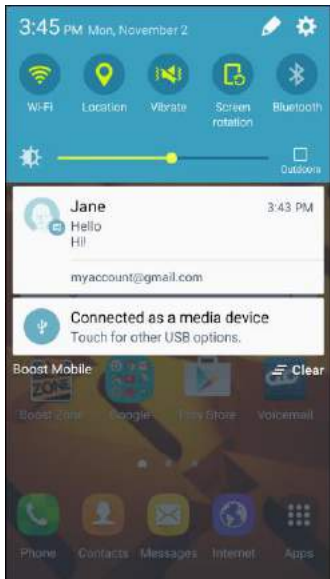 3:45 PM Mon, November 2
Wi-Fi Location Vibrate Screen rotation Bluetooth
Outdoors
Jane 3:43 PM
Hello
Hi!
myaccount@gmail.com
Connected as a media device
Touch for other USB options.
Boost Mobile Clear
ZONE
Boost Zone Google Play Store Voicemail
Phone Contacts Messages Internet Apps